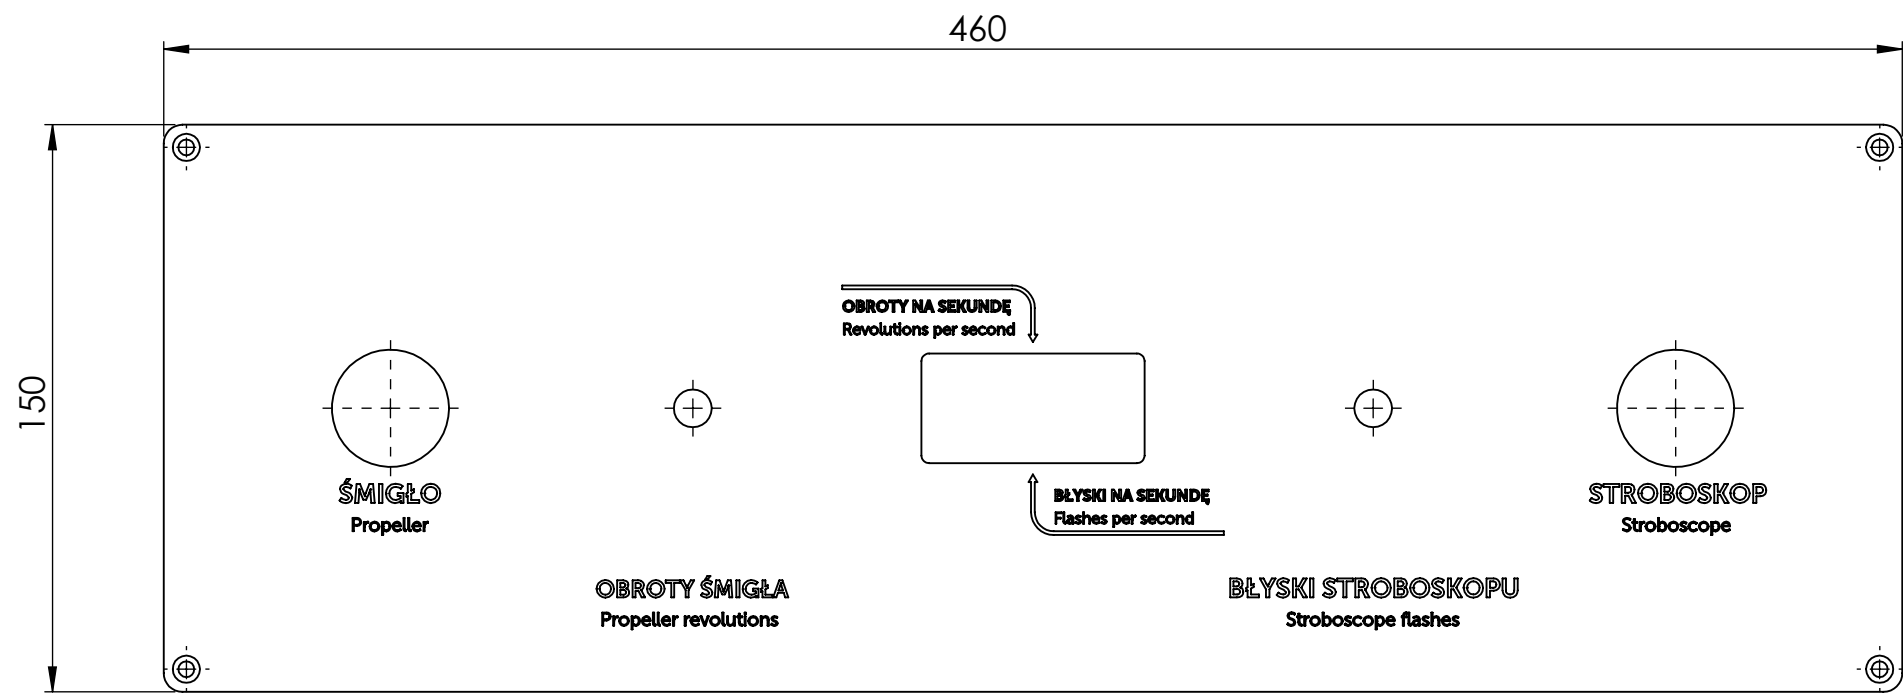 460
150
OBROTY NA SEKUNDĘ
Revolutions per second
ŚMIGŁO
Propeller
BŁYSKI NA SEKUNDĘ
Flashes per second
STROBOSKOP
Stroboscope
OBROTY ŚMIGŁA
Propeller revolutions
BŁYSKI STROBOSKOPU
Stroboscope flashes